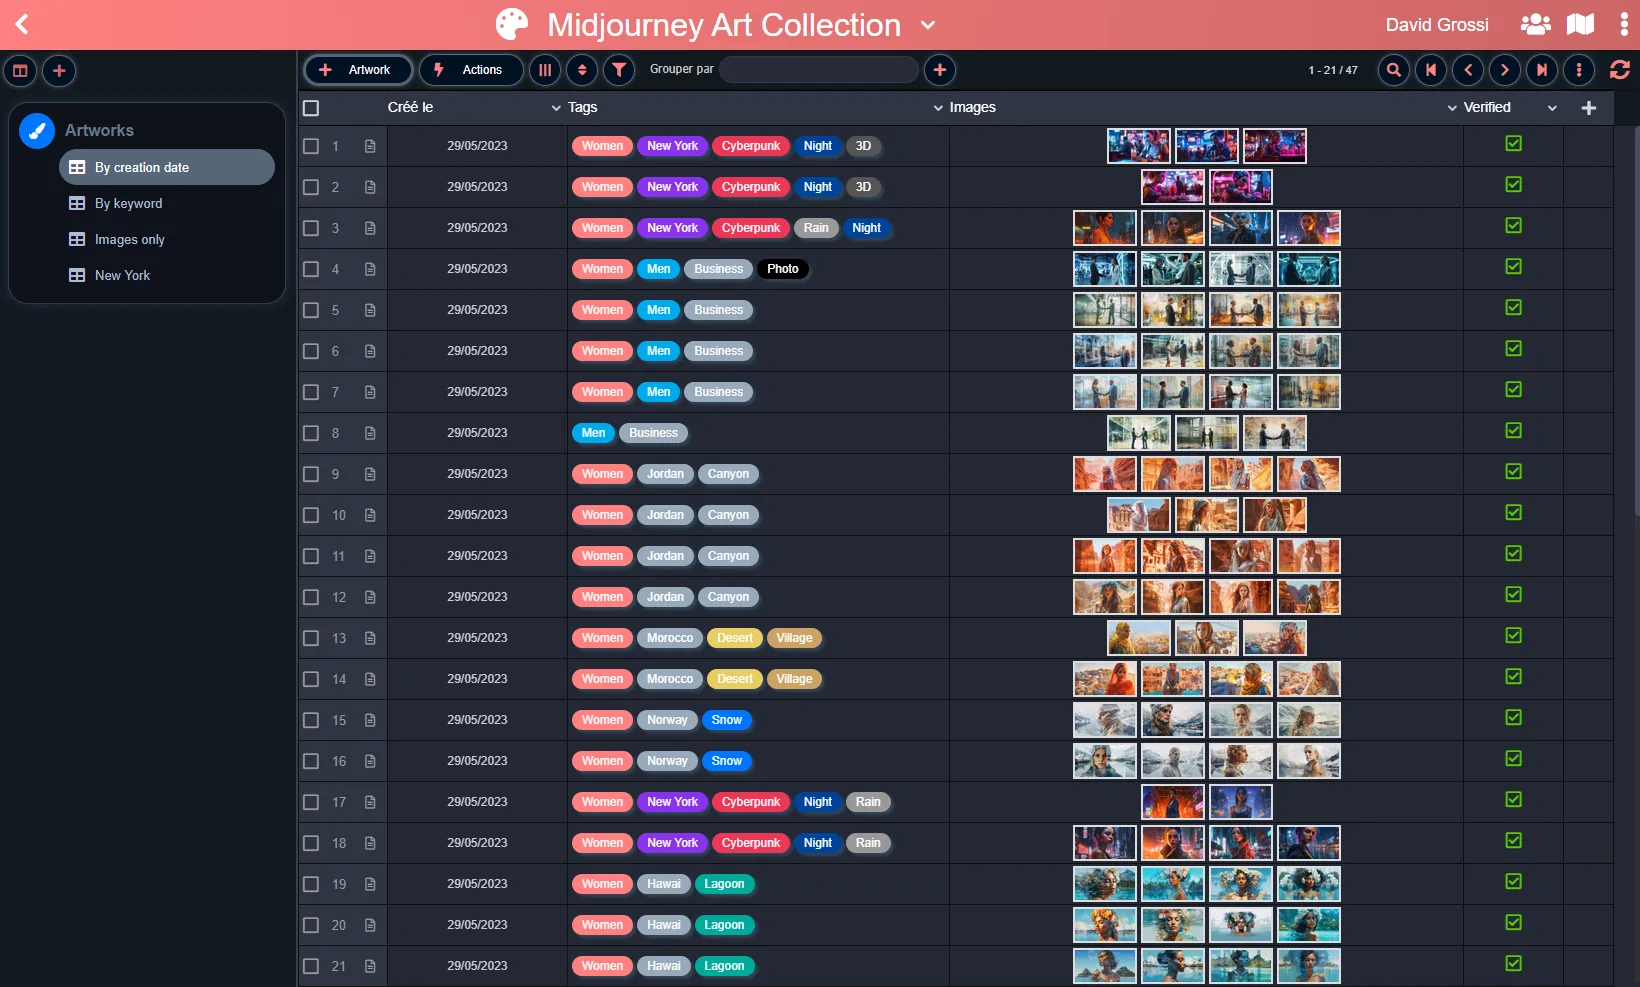 Midjourney Art Collection
David Grossi
Artwork
Actions
Grouper par
1 - 21 / 47
Artworks
By creation date
By keyword
Images only
New York
Créé le Tags Images Verified
1 29/05/2023 Women New York Cyberpunk Night 3D
2 29/05/2023 Women New York Cyberpunk Night 3D
3 29/05/2023 Women New York Cyberpunk Rain Night
4 29/05/2023 Women Men Business Photo
5 29/05/2023 Women Men Business
6 29/05/2023 Women Men Business
7 29/05/2023 Women Men Business
8 29/05/2023 Men Business
9 29/05/2023 Women Jordan Canyon
10 29/05/2023 Women Jordan Canyon
11 29/05/2023 Women Jordan Canyon
12 29/05/2023 Women Jordan Canyon
13 29/05/2023 Women Morocco Desert Village
14 29/05/2023 Women Morocco Desert Village
15 29/05/2023 Women Norway Snow
16 29/05/2023 Women Norway Snow
17 29/05/2023 Women New York Cyberpunk Night Rain
18 29/05/2023 Women New York Cyberpunk Night Rain
19 29/05/2023 Women Hawai Lagoon
20 29/05/2023 Women Hawai Lagoon
21 29/05/2023 Women Hawai Lagoon